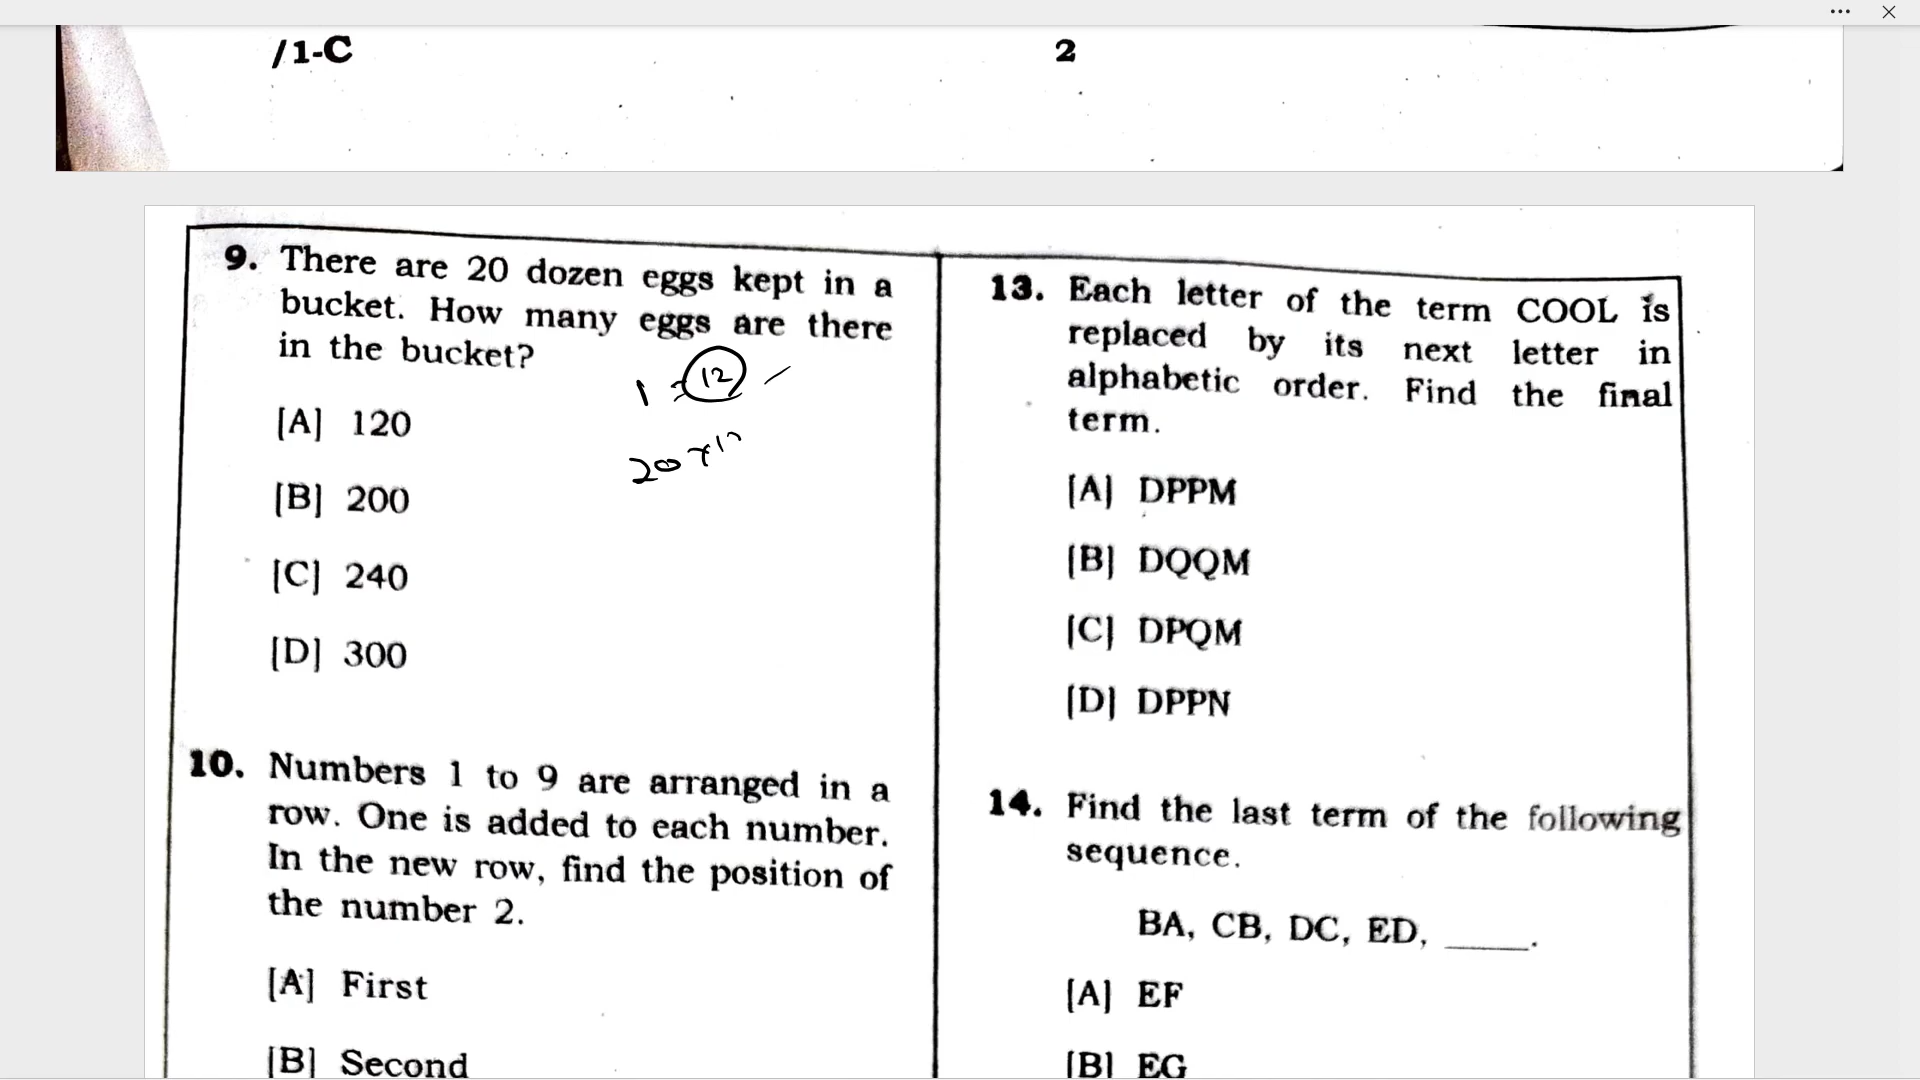 /1-C
2
9. There are 20 dozen eggs kept in a
bucket. How many eggs are there
in the bucket?
1 - 12
20 x 12
[A] 120
[B] 200
[C] 240
[D] 300
10. Numbers 1 to 9 are arranged in a
row. One is added to each number.
In the new row, find the position of
the number 2.
[A] First
[B] Second
13. Each letter of the term COOL is
replaced by its next letter in
alphabetic order. Find the final
term.
[A] DPPM
[B] DQQM
[C] DPQM
[D] DPPN
14. Find the last term of the following
sequence.
BA, CB, DC, ED, ____.
[A] EF
[B] EG